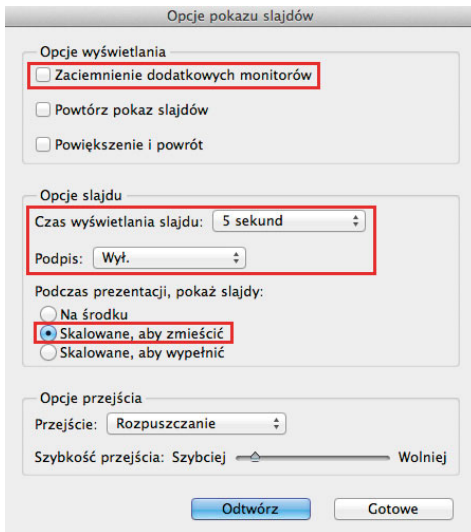 Opcje pokazu slajdów
Opcje wyświetlania
Zaciemnienie dodatkowych monitorów
Powtórz pokaz slajdów
Powiększenie i powrót
Opcje slajdu
Czas wyświetlania slajdu: 5 sekund
Podpis: Wył.
Podczas prezentacji, pokaż slajdy:
Na środku
Skalowane, aby zmieścić
Skalowane, aby wypełnić
Opcje przejścia
Przejście: Rozpuszczanie
Szybkość przejścia: Szybciej Wolniej
Odtwórz Gotowe